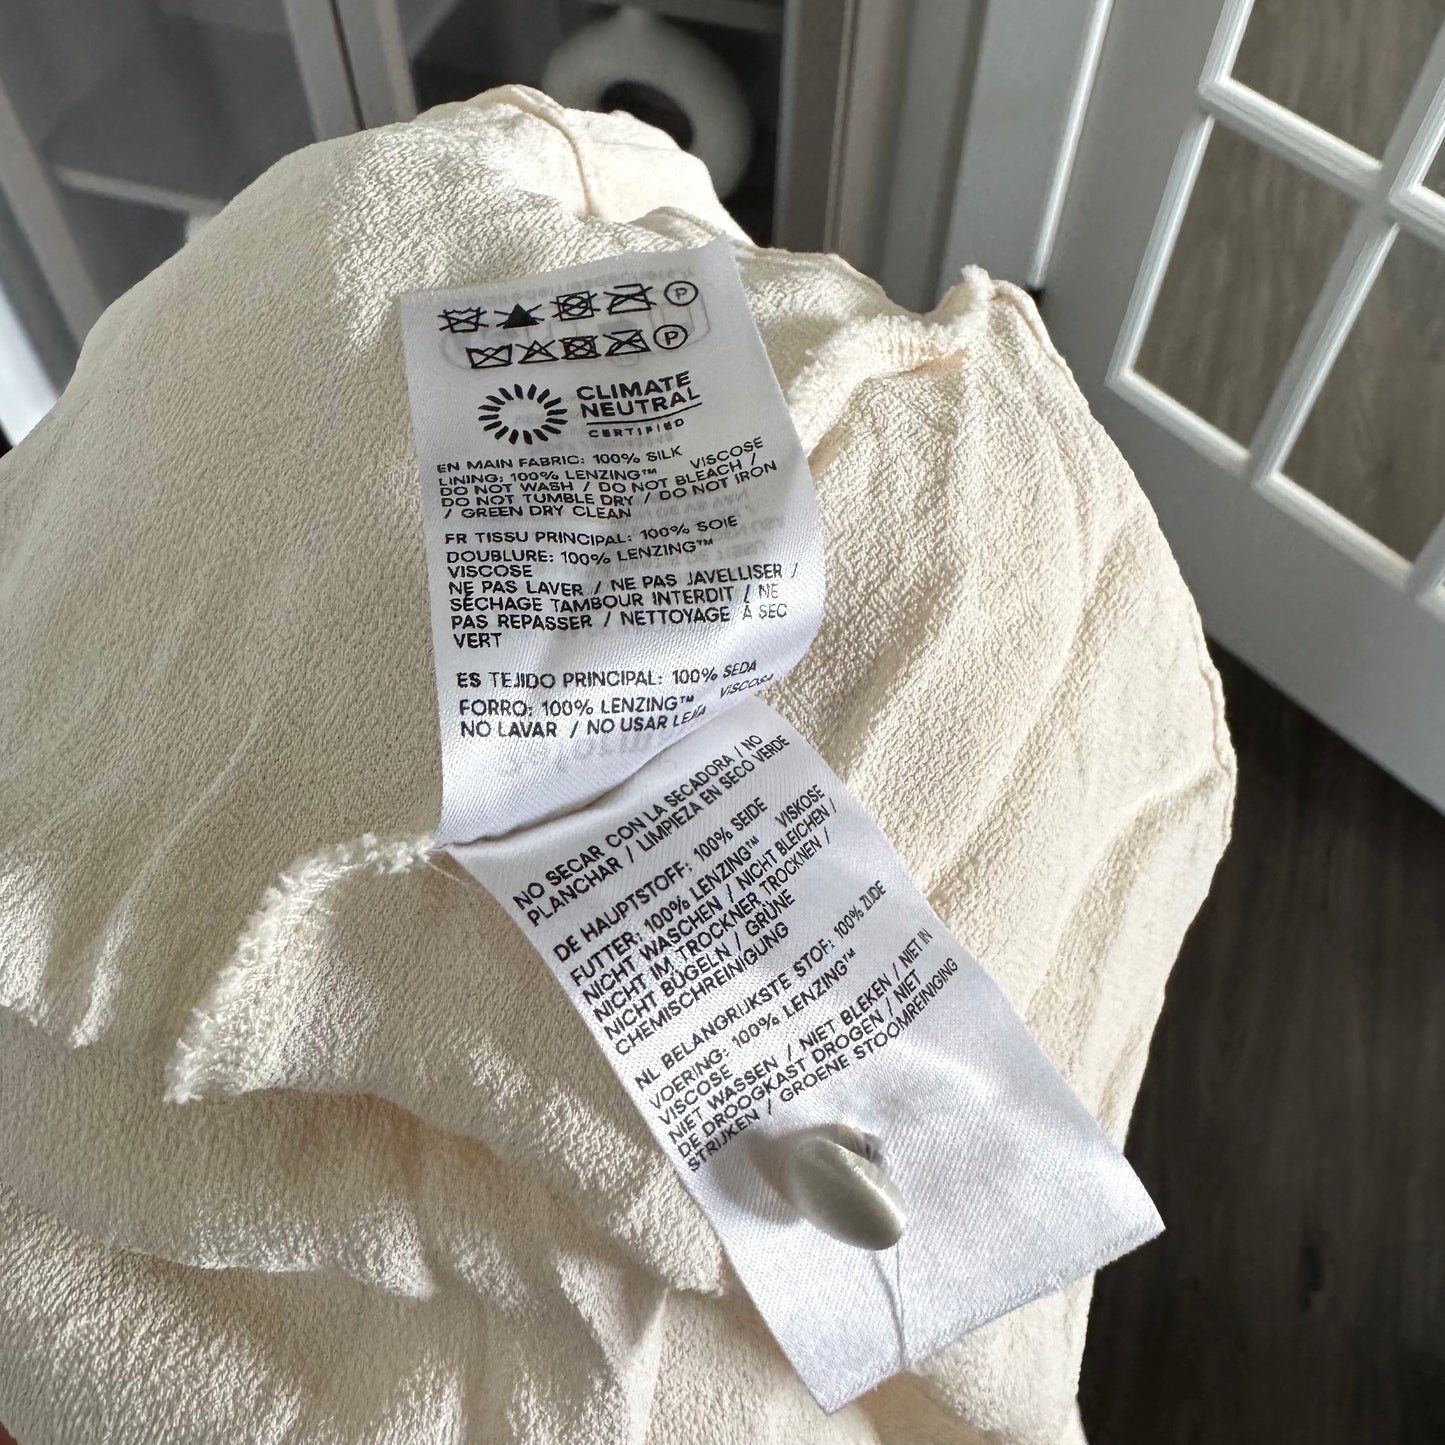 P
P
CLIMATE
NEUTRAL
CERTIFIED
EN MAIN FABRIC: 100% SILK
LINING: 100% LENZING™ VISCOSE
DO NOT WASH / DO NOT BLEACH /
DO NOT TUMBLE DRY / DO NOT IRON
/ GREEN DRY CLEAN
FR TISSU PRINCIPAL: 100% SOIE
DOUBLURE: 100% LENZING™
VISCOSE
NE PAS LAVER / NE PAS JAVELLISER /
SÉCHAGE TAMBOUR INTERDIT / NE
PAS REPASSER / NETTOYAGE À SEC
VERT
ES TEJIDO PRINCIPAL: 100% SEDA
FORRO: 100% LENZING™ VISCOSA
NO LAVAR / NO USAR LEJÍA
NO SECAR CON LA SECADORA / NO
PLANCHAR / LIMPIEZA EN SECO VERDE
DE HAUPTSTOFF: 100% SEIDE
FUTTER: 100% LENZING™ VISKOSE
NICHT WASCHEN / NICHT BLEICHEN /
NICHT IM TROCKNER TROCKNEN /
NICHT BÜGELN / GRÜNE
CHEMISCHREINIGUNG
NL BELANGRIJKSTE STOF: 100% ZIJDE
VOERING: 100% LENZING™
VISCOSE
NIET WASSEN / NIET BLEKEN / NIET IN
DE DROOGKAST DROGEN / NIET
STRIJKEN / GROENE STOOMREINIGING